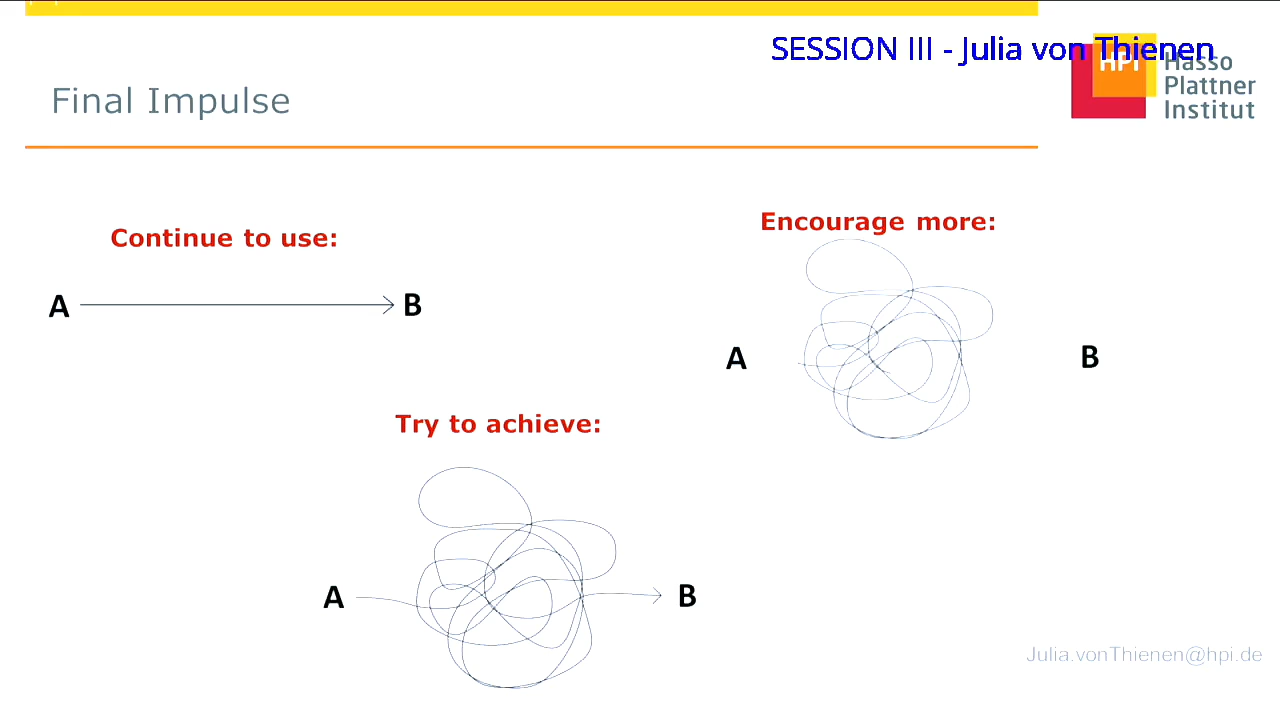 SESSION III - Julia von Thienen
HPI
Hasso
Plattner
Institut
Final Impulse
Continue to use:
A
B
Encourage more:
A
B
Try to achieve:
A
B
Julia.vonThienen@hpi.de